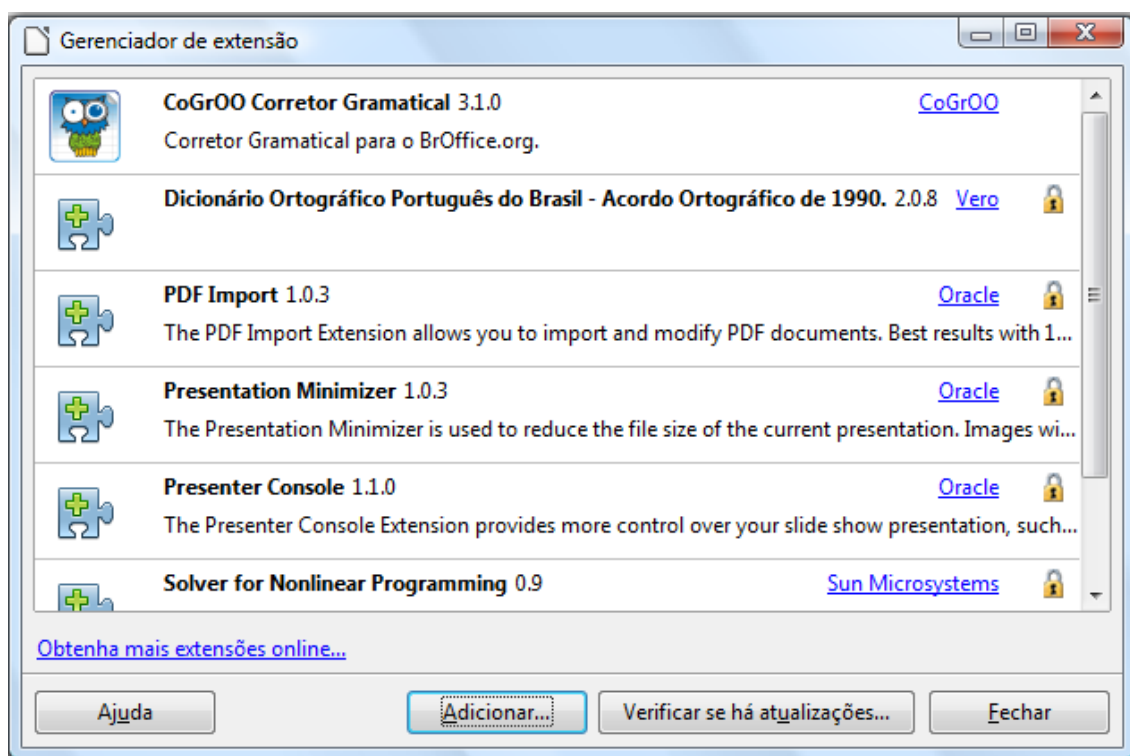 Gerenciador de extensão
CoGrOO Corretor Gramatical 3.1.0 CoGrOO
Corretor Gramatical para o BrOffice.org.
Dicionário Ortográfico Português do Brasil - Acordo Ortográfico de 1990. 2.0.8 Vero
PDF Import 1.0.3 Oracle
The PDF Import Extension allows you to import and modify PDF documents. Best results with 1...
Presentation Minimizer 1.0.3 Oracle
The Presentation Minimizer is used to reduce the file size of the current presentation. Images wi...
Presenter Console 1.1.0 Oracle
The Presenter Console Extension provides more control over your slide show presentation, such...
Solver for Nonlinear Programming 0.9 Sun Microsystems
Obtenha mais extensões online...
Ajuda Adicionar... Verificar se há atualizações... Fechar